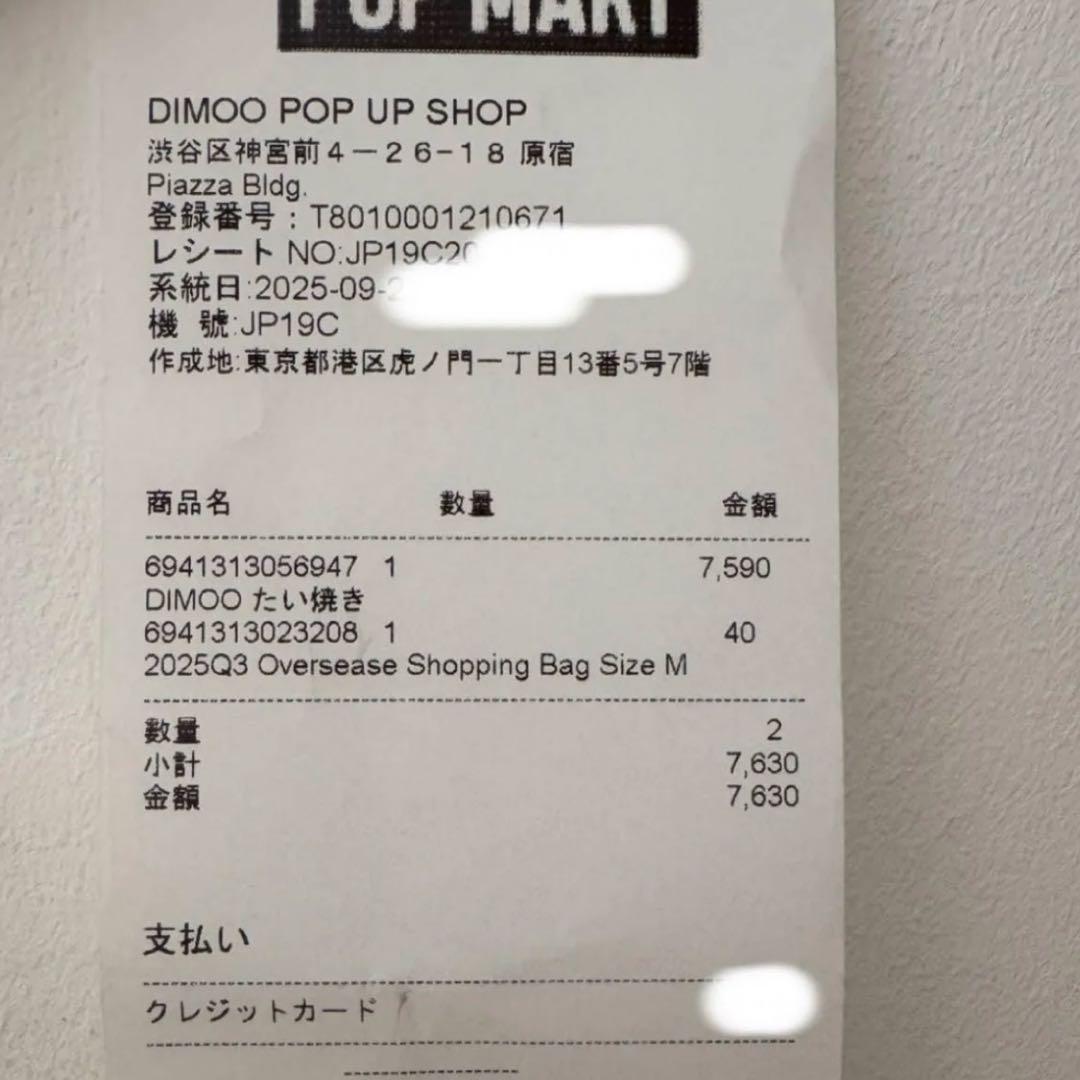 POP MART
DIMOO POP UP SHOP
渋谷区神宮前4ー26-18 原宿
Piazza Bldg.
登録番号：T8010001210671
レシート NO:JP19C20
系統日:2025-09-2
機 號:JP19C
作成地:東京都港区虎ノ門一丁目13番5号7階
商品名 数量 金額
6941313056947 1 7,590
DIMOO たい焼き
6941313023208 1 40
2025Q3 Oversease Shopping Bag Size M
数量 2
小計 7,630
金額 7,630
支払い
クレジットカード